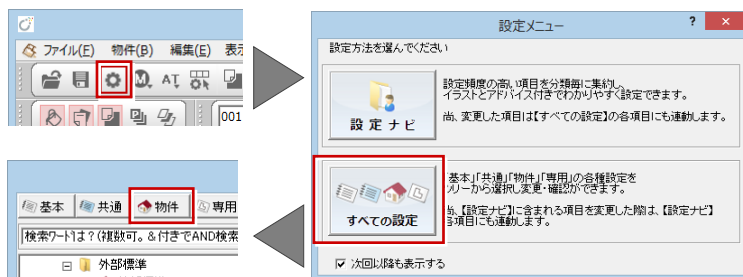 ファイル(F) 物件(B) 編集(E) 表
AT
001
設定メニュー ? ×
設定方法を選んでください
設定ナビ
設定頻度の高い項目を分類毎に集約し、
イラストとアドバイス付きでわかりやすく設定できます。
尚、変更した項目は【すべての設定】の各項目にも連動します。
すべての設定
基本」「共通」「物件」「専用」の各種設定を
ツリーから選択し変更・確認ができます。
尚、【設定ナビ】に含まれる項目を変更した際は、【設定ナビ】
各項目にも連動します。
次回以降も表示する
基本 共通 物件 専用
検索ワードは?(複数可。&付きでAND検索
外部標準